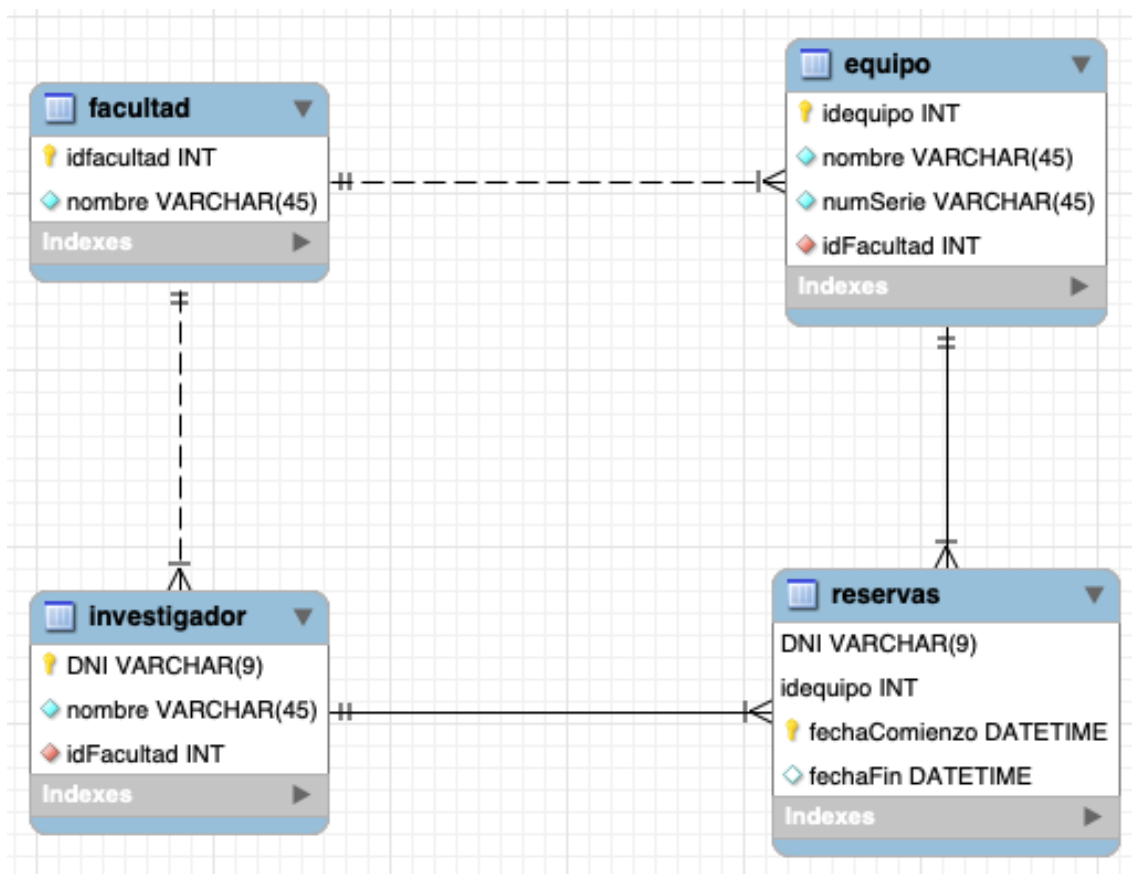 facultad
idfacultad INT
nombre VARCHAR(45)
Indexes
equipo
idequipo INT
nombre VARCHAR(45)
numSerie VARCHAR(45)
idFacultad INT
Indexes
investigador
DNI VARCHAR(9)
nombre VARCHAR(45)
idFacultad INT
Indexes
reservas
DNI VARCHAR(9)
idequipo INT
fechaComienzo DATETIME
fechaFin DATETIME
Indexes